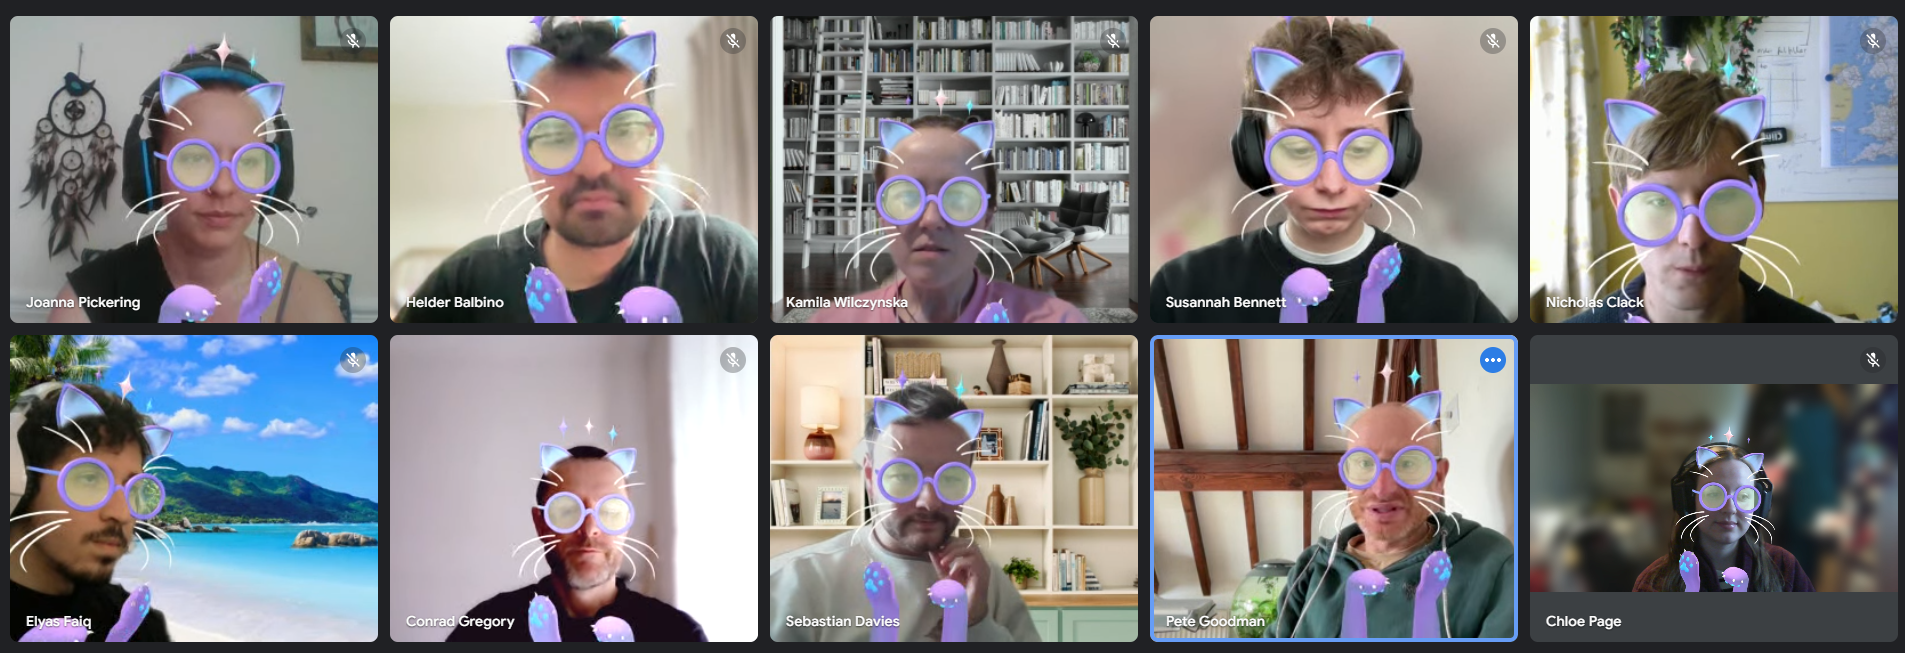 Joanna Pickering
Helder Balbino
Kamila Wilczynska
Susannah Bennett
Nicholas Clack
Elyas Faiq
Conrad Gregory
Sebastian Davies
Pete Goodman
Chloe Page